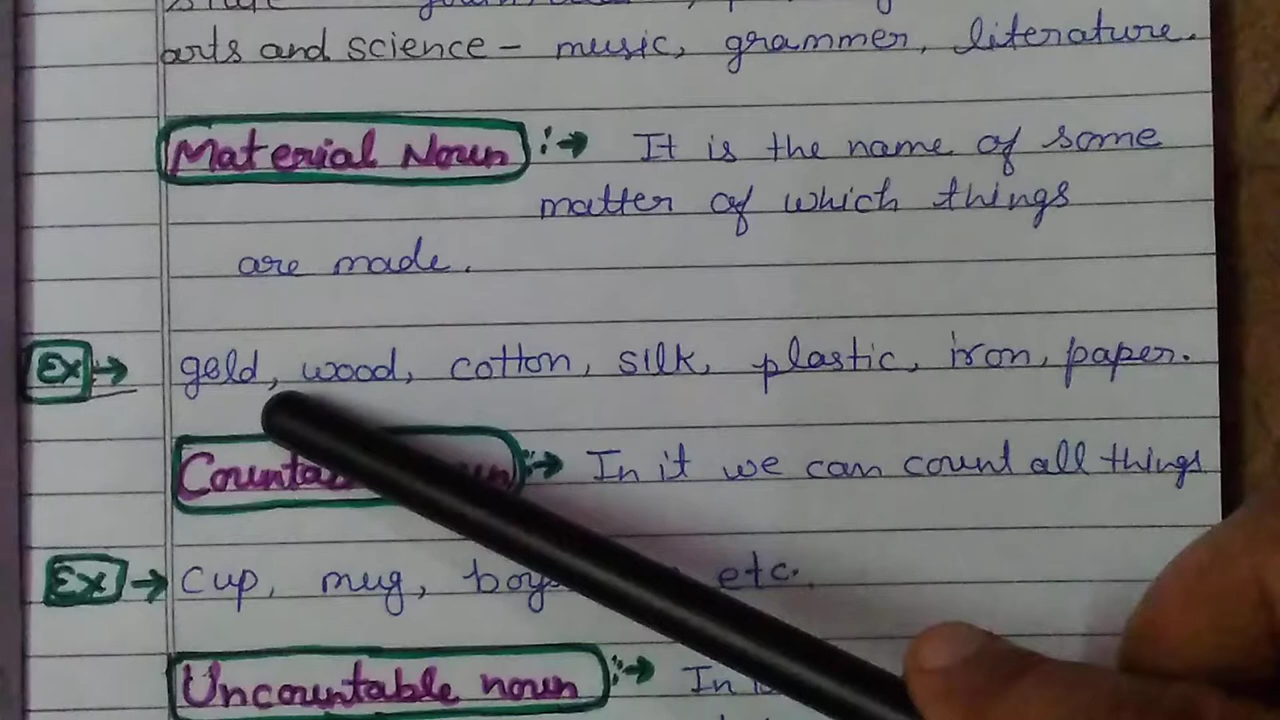 arts and science - music, grammer, literature.
Material Noun :→ It is the name of some
matter of which things
are made.
Ex :→ gold, wood, cotton, silk, plastic, iron, paper.
:→ In it we can count all things
Ex → cup, mug, etc.
Uncountable noun :→ In